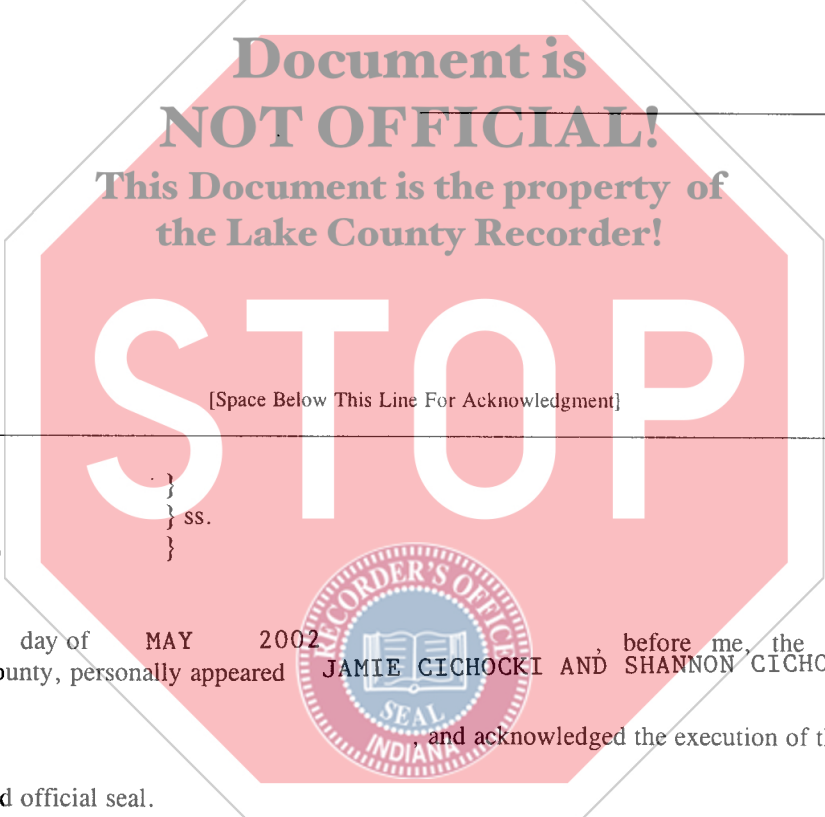 Document is
NOT OFFICIAL!
This Document is the property of
the Lake County Recorder!
STOP
[Space Below This Line For Acknowledgment]
}
} ss.
}
RECORDER'S OFFICE
SEAL
INDIANA
day of MAY 2002 , before me, the
ounty, personally appeared JAMIE CICHOCKI AND SHANNON CICHO
, and acknowledged the execution of th
d official seal.